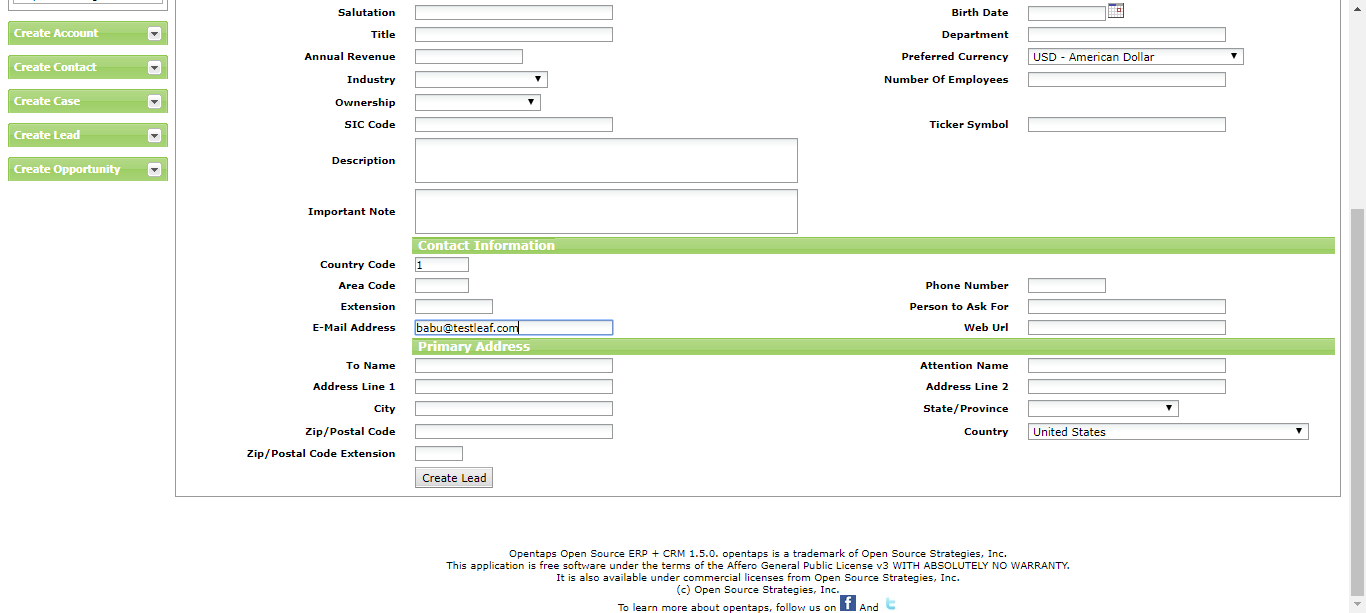 Salutation Birth Date
Create Account Title Department
Annual Revenue Preferred Currency USD - American Dollar
Create Contact Industry Number Of Employees
Create Case Ownership
SIC Code Ticker Symbol
Create Lead
Description
Create Opportunity
Important Note
Contact Information
Country Code 1
Area Code Phone Number
Extension Person to Ask For
E-Mail Address babu@testleaf.com Web Url
Primary Address
To Name Attention Name
Address Line 1 Address Line 2
City State/Province
Zip/Postal Code Country United States
Zip/Postal Code Extension
Create Lead
Opentaps Open Source ERP + CRM 1.5.0. opentaps is a trademark of Open Source Strategies, Inc.
This application is free software under the terms of the Affero General Public License v3 WITH ABSOLUTELY NO WARRANTY.
It is also available under commercial licenses from Open Source Strategies, Inc.
(c) Open Source Strategies, Inc.
To learn more about opentaps, follow us on f And t